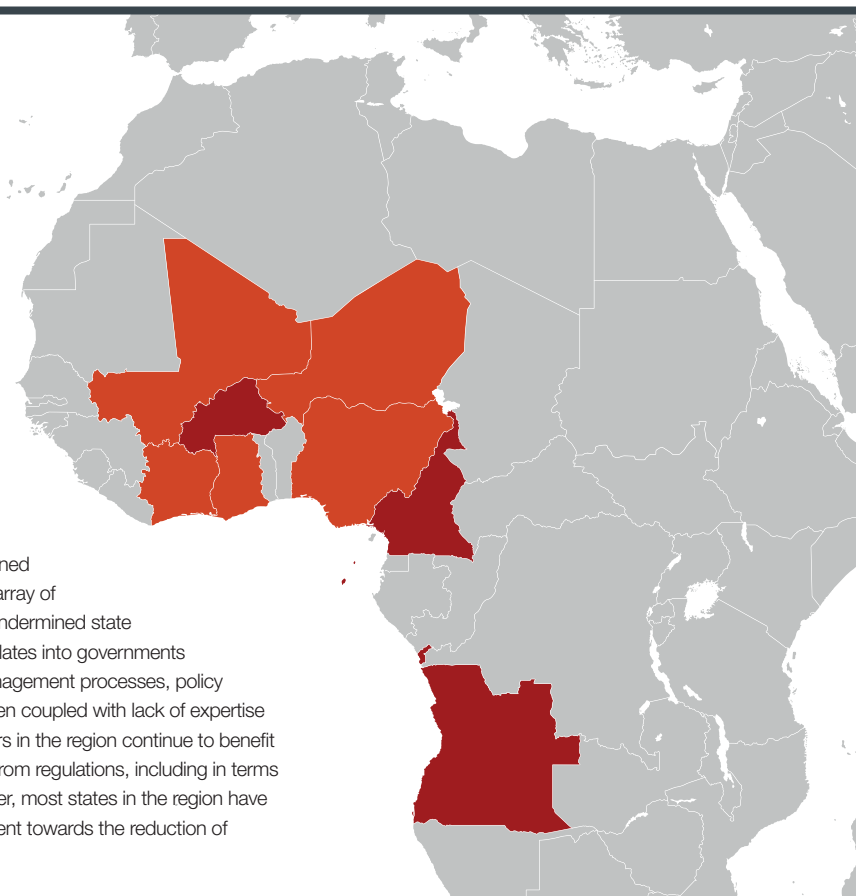 ned
array of
ndermined state
lates into governments
nagement processes, policy
en coupled with lack of expertise
rs in the region continue to benefit
from regulations, including in terms
er, most states in the region have
ent towards the reduction of